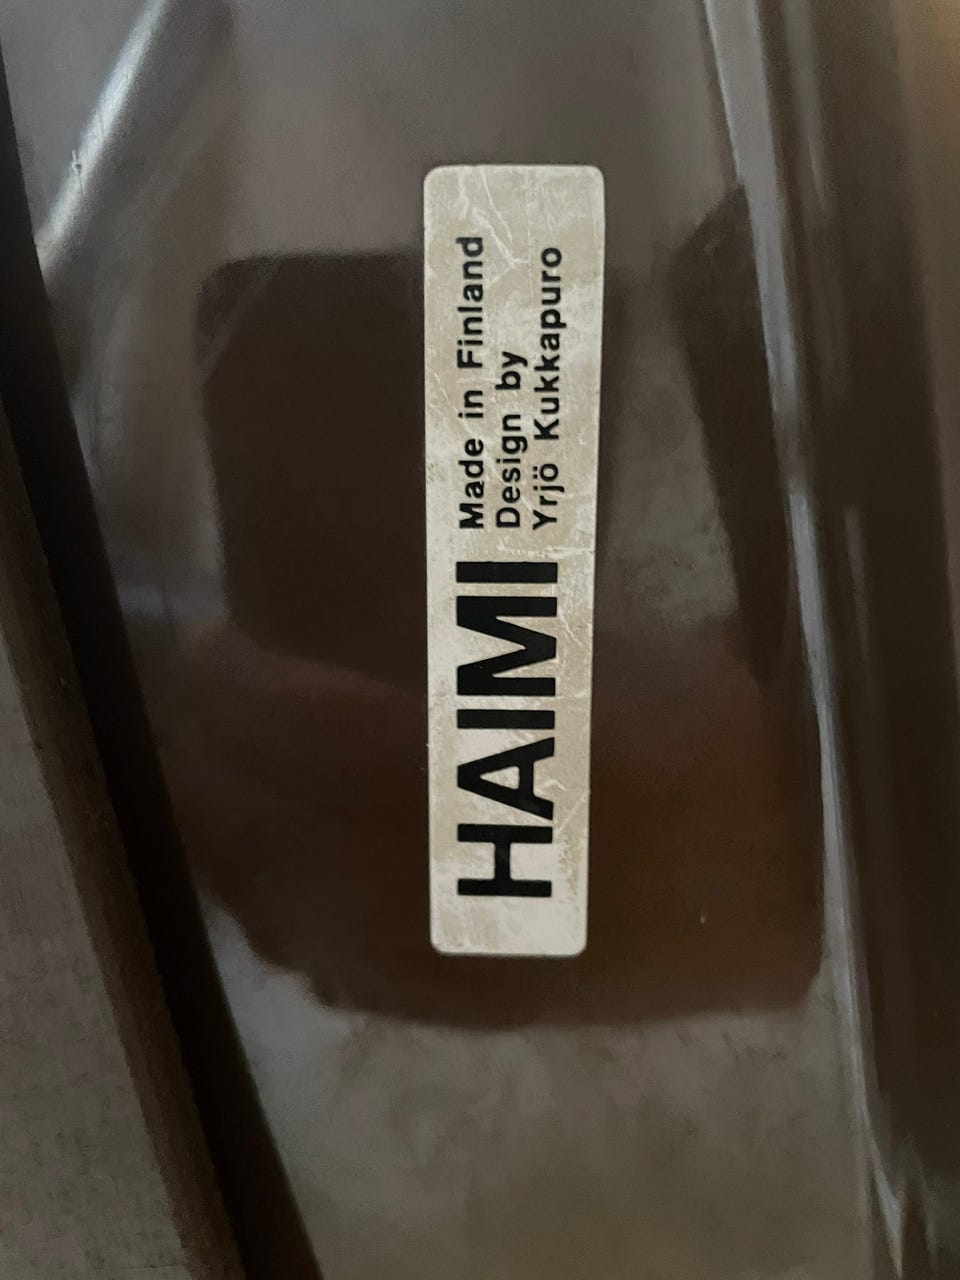 HAIMI
Made in Finland
Design by
Yrjö Kukkapuro